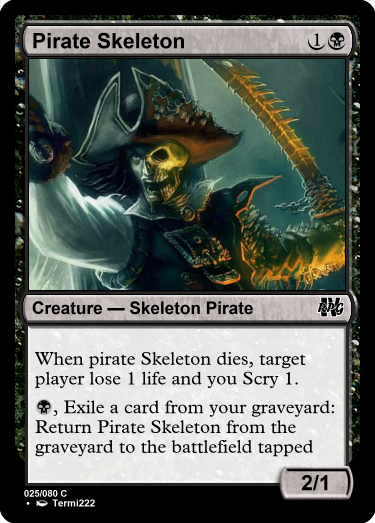 Pirate Skeleton 1
Creature — Skeleton Pirate
RPG
When pirate Skeleton dies, target
player lose 1 life and you Scry 1.
, Exile a card from your graveyard:
Return Pirate Skeleton from the
graveyard to the battlefield tapped
2/1
025/080 C
• Termi222